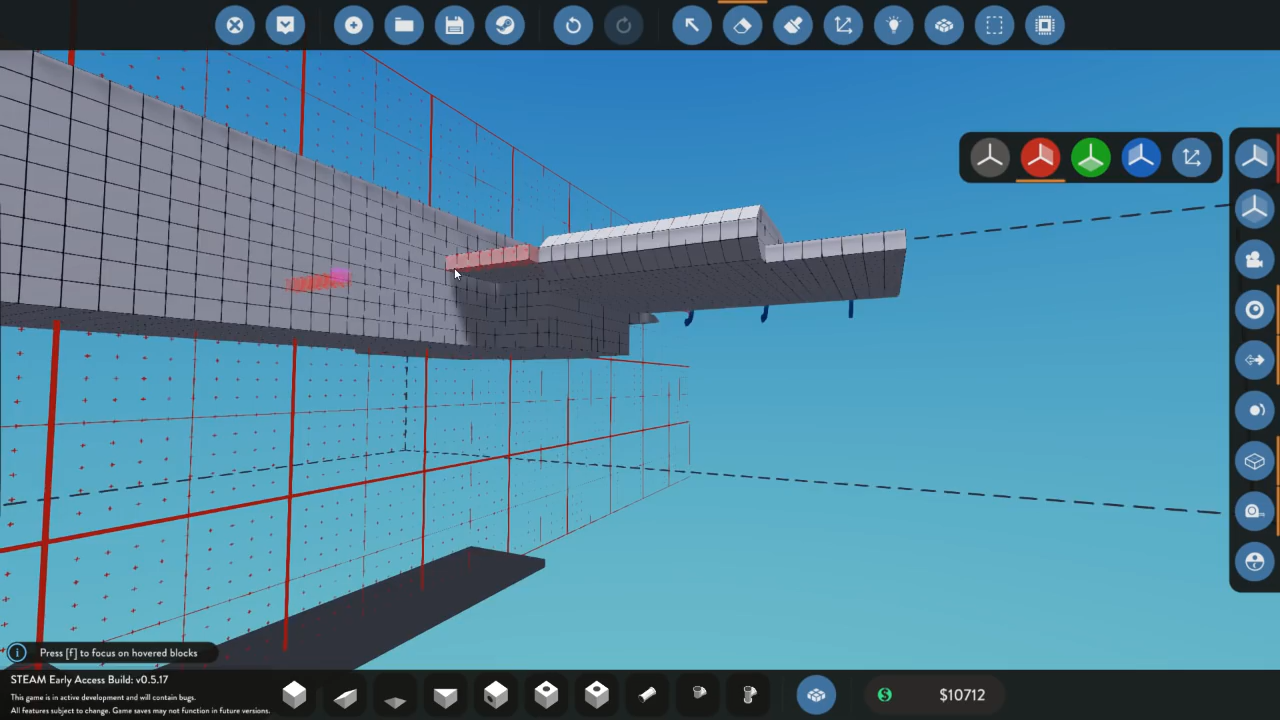 Press [f] to focus on hovered blocks
STEAM Early Access Build: v0.5.17
This game is in active development and will contain bugs.
All features subject to change. Game saves may not function in future versions.
$10712